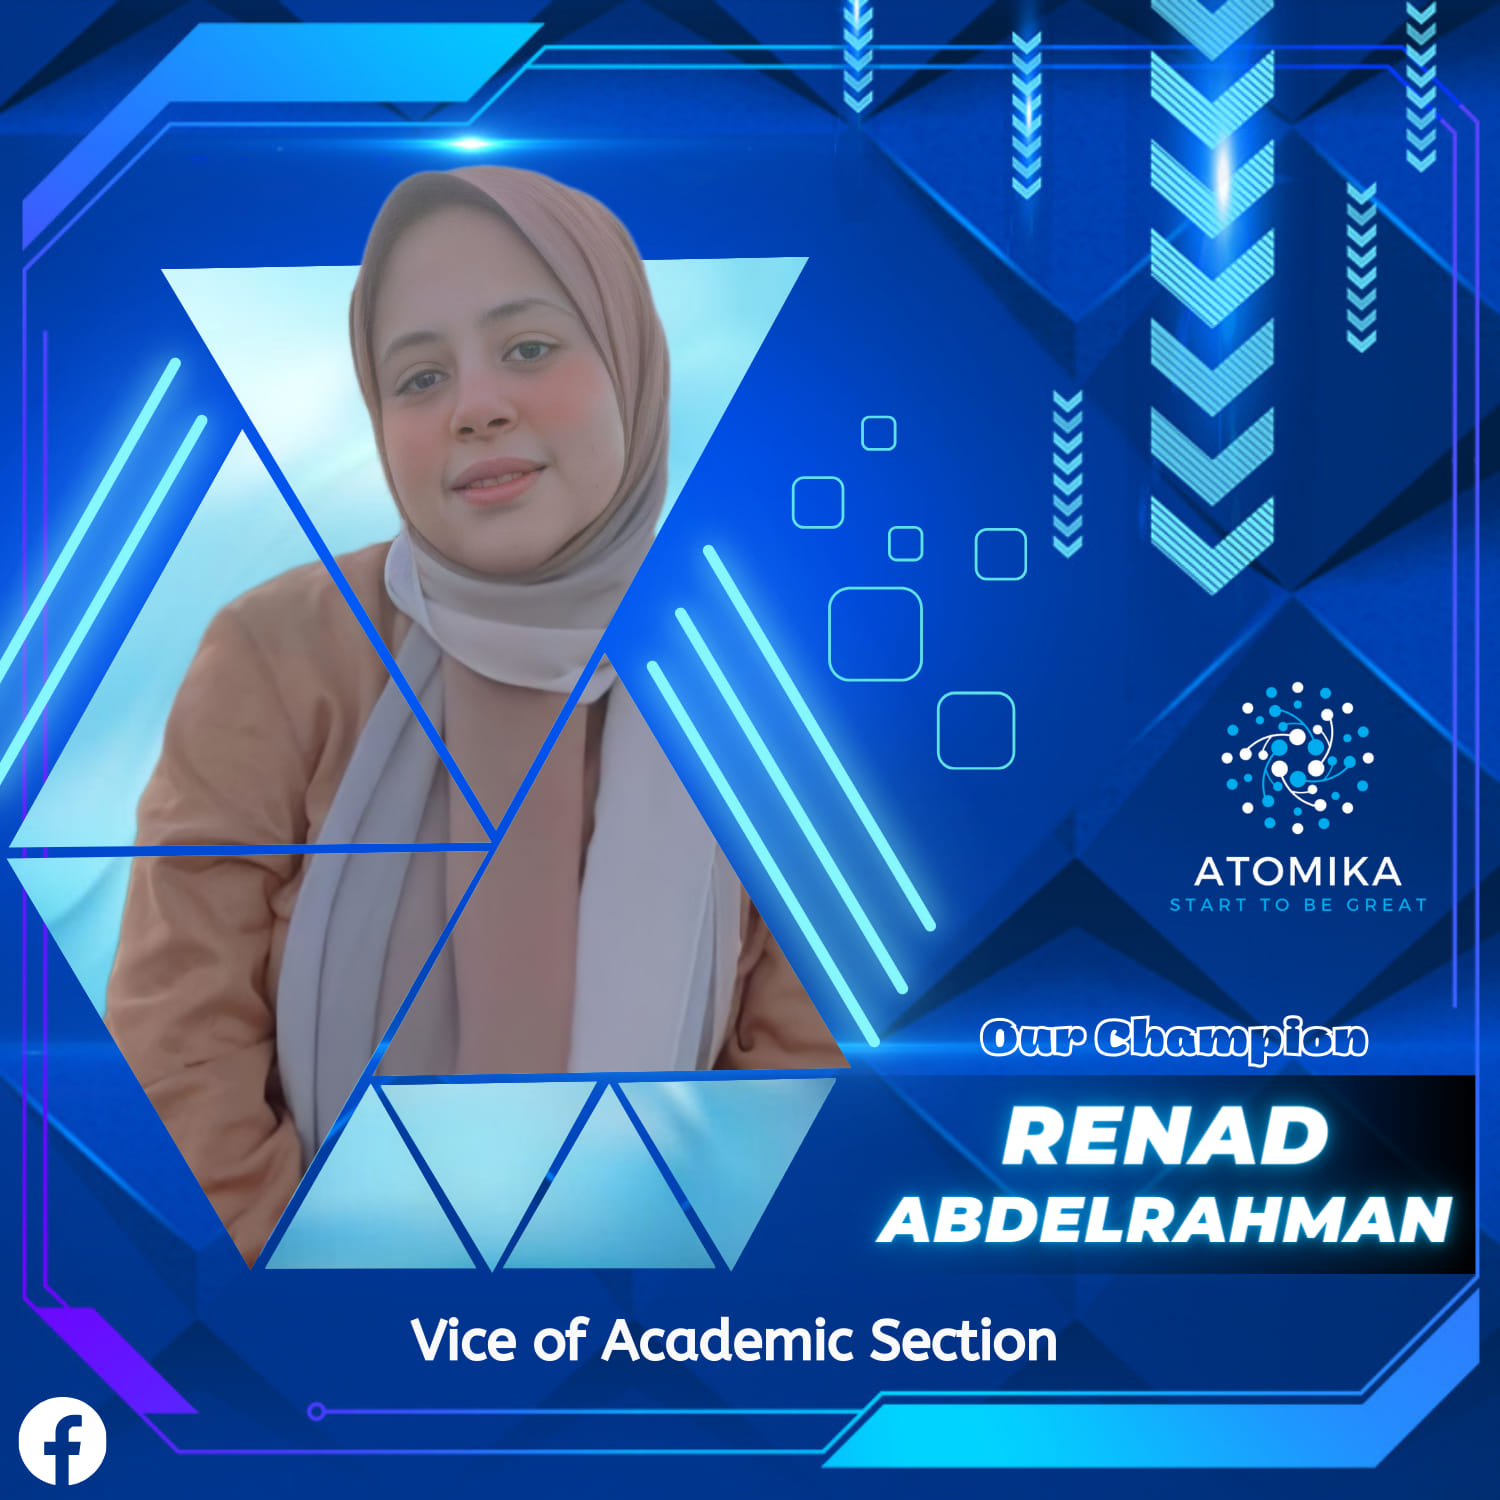 ATOMIKA
START TO BE GREAT
Our Champion
RENAD
ABDELRAHMAN
Vice of Academic Section